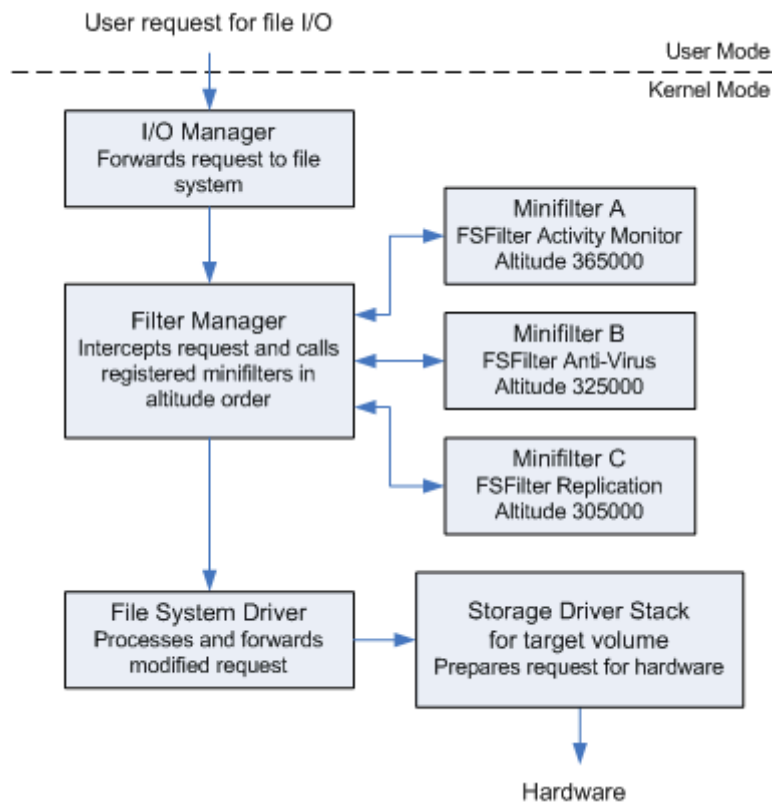 User request for file I/O
User Mode
Kernel Mode
I/O Manager
Forwards request to file
system
Minifilter A
FSFilter Activity Monitor
Altitude 365000
Filter Manager
Intercepts request and calls
registered minifilters in
altitude order
Minifilter B
FSFilter Anti-Virus
Altitude 325000
Minifilter C
FSFilter Replication
Altitude 305000
File System Driver
Processes and forwards
modified request
Storage Driver Stack
for target volume
Prepares request for hardware
Hardware